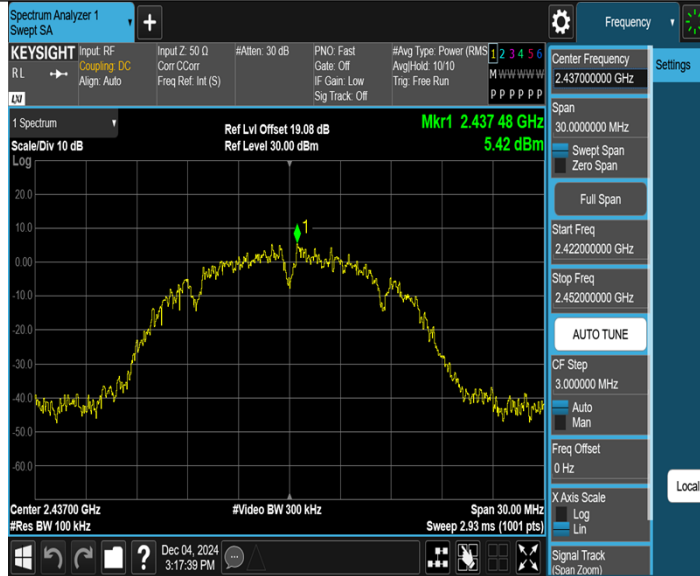 Spectrum Analyzer 1
Swept SA
+
Frequency
KEYSIGHT
RL
LXI
Input: RF
Coupling: DC
Align: Auto
Input Z: 50 Ω
Corr CCorr
Freq Ref: Int (S)
#Atten: 30 dB
PNO: Fast
Gate: Off
IF Gain: Low
Sig Track: Off
#Avg Type: Power (RMS
Avg|Hold: 10/10
Trig: Free Run
1 2 3 4 5 6
M W W W W W
P P P P P P
1 Spectrum
Scale/Div 10 dB
Ref Lvl Offset 19.08 dB
Ref Level 30.00 dBm
Mkr1 2.437 48 GHz
5.42 dBm
Log
20.0
10.0
0.00
-10.0
-20.0
-30.0
-40.0
-50.0
-60.0
1
Center 2.43700 GHz
#Res BW 100 kHz
#Video BW 300 kHz
Span 30.00 MHz
Sweep 2.93 ms (1001 pts)
?
Dec 04, 2024
3:17:39 PM
Center Frequency
2.437000000 GHz
Span
30.0000000 MHz
Swept Span
Zero Span
Full Span
Start Freq
2.422000000 GHz
Stop Freq
2.452000000 GHz
AUTO TUNE
CF Step
3.000000 MHz
Auto
Man
Freq Offset
0 Hz
X Axis Scale
Log
Lin
Signal Track
(Span Zoom)
Settings
Local